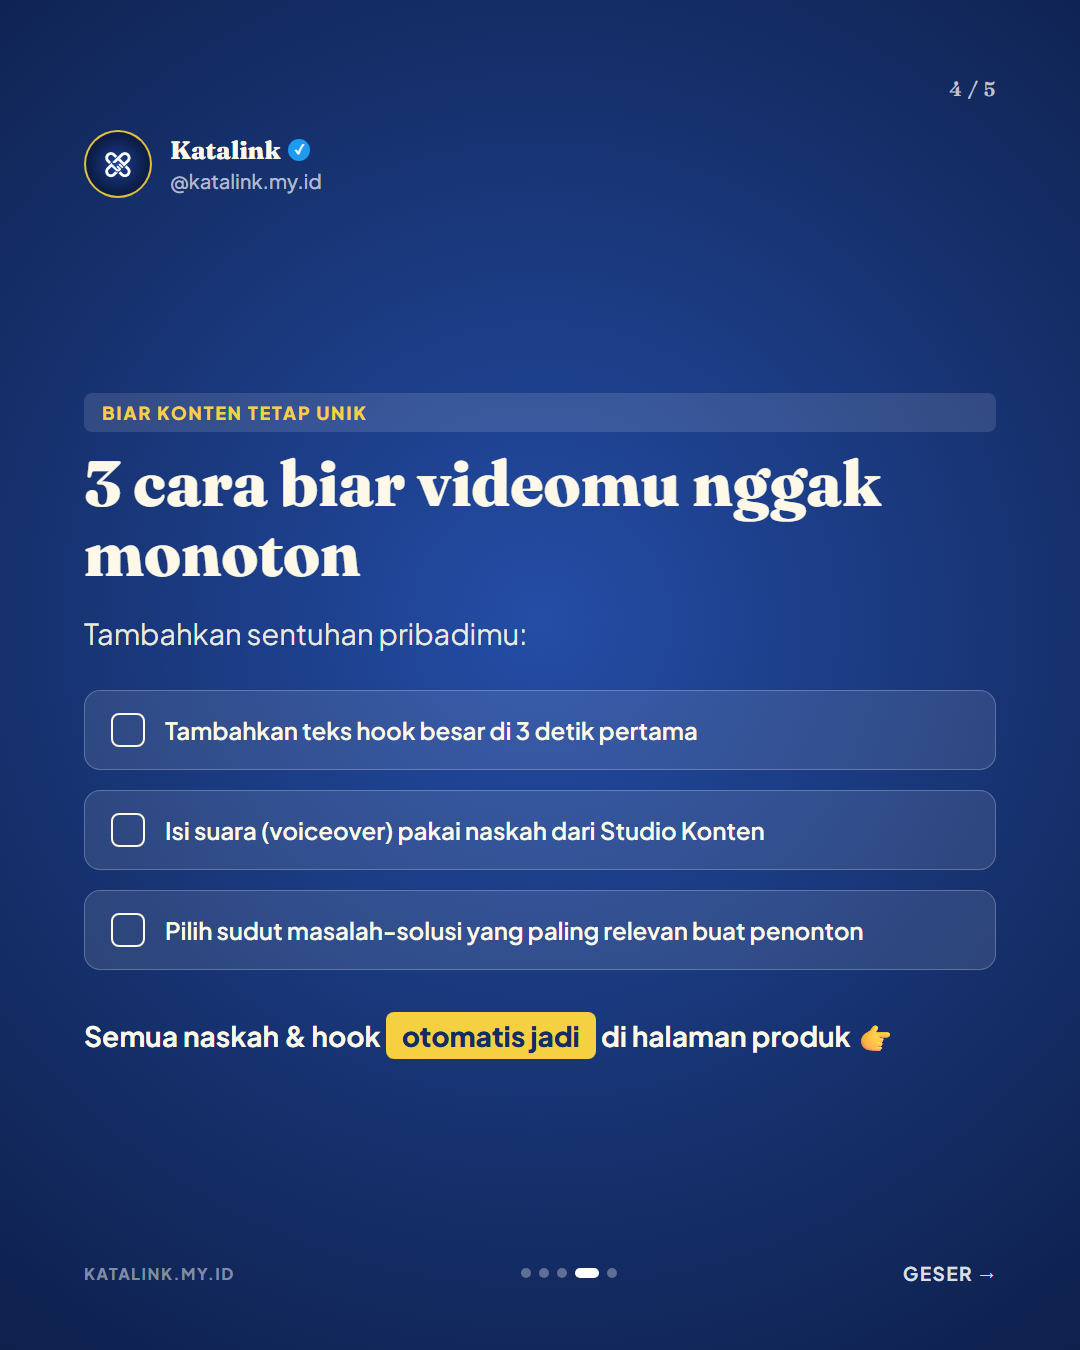 4 / 5
Katalink
@katalink.my.id
BIAR KONTEN TETAP UNIK
3 cara biar videomu nggak
monoton
Tambahkan sentuhan pribadimu:
Tambahkan teks hook besar di 3 detik pertama
Isi suara (voiceover) pakai naskah dari Studio Konten
Pilih sudut masalah-solusi yang paling relevan buat penonton
Semua naskah & hook otomatis jadi di halaman produk 👉
KATALINK.MY.ID
GESER →